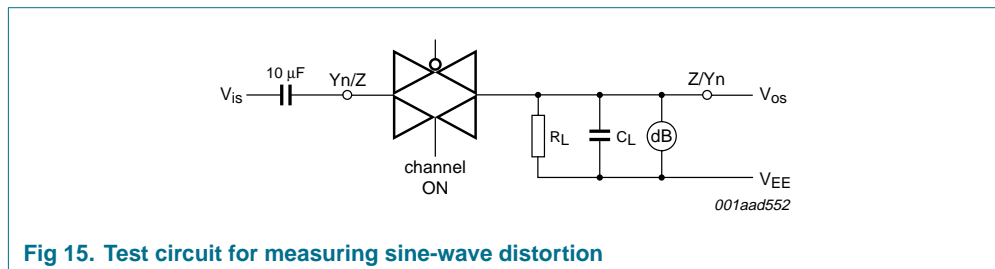 10 μF
Yn/Z
Z/Yn
Vis
Vos
RL
CL
dB
channel
ON
VEE
001aad552
Fig 15. Test circuit for measuring sine-wave distortion